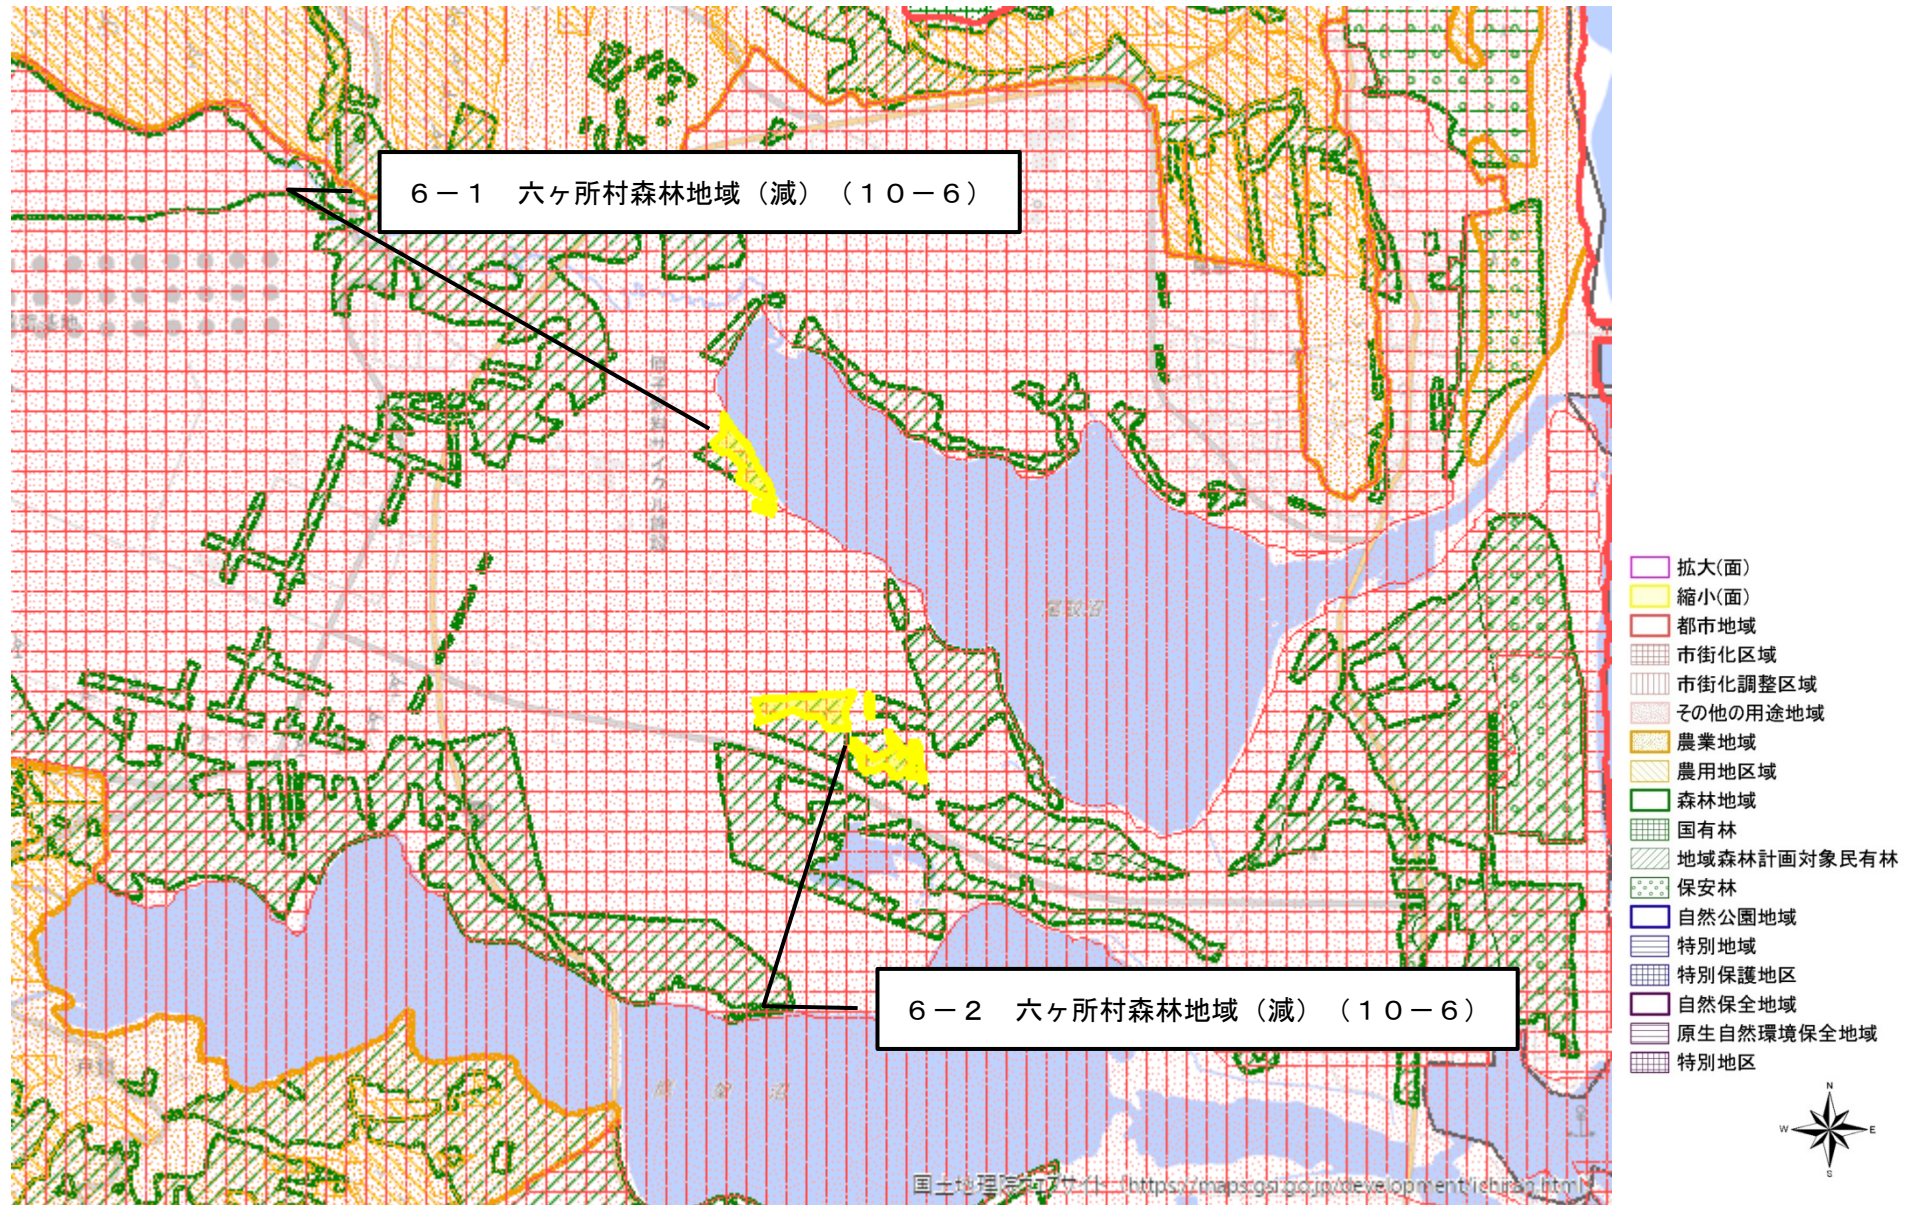 ６－１　六ヶ所村森林地域（減）（１０－６）
尾駮沼
６－２　六ヶ所村森林地域（減）（１０－６）
拡大(面)
縮小(面)
都市地域
市街化区域
市街化調整区域
その他の用途地域
農業地域
農用地区域
森林地域
国有林
地域森林計画対象民有林
保安林
自然公園地域
特別地域
特別保護地区
自然保全地域
原生自然環境保全地域
特別地区
N
W
E
S